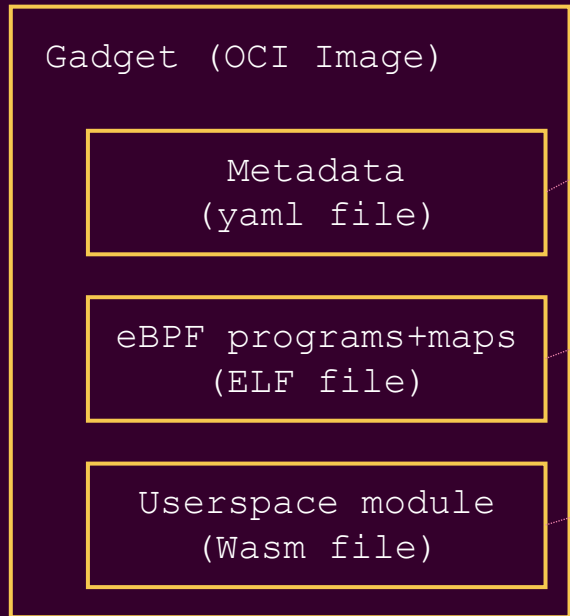 Gadget (OCI Image)
Metadata
(yaml file)
eBPF programs+maps
(ELF file)
Userspace module
(Wasm file)